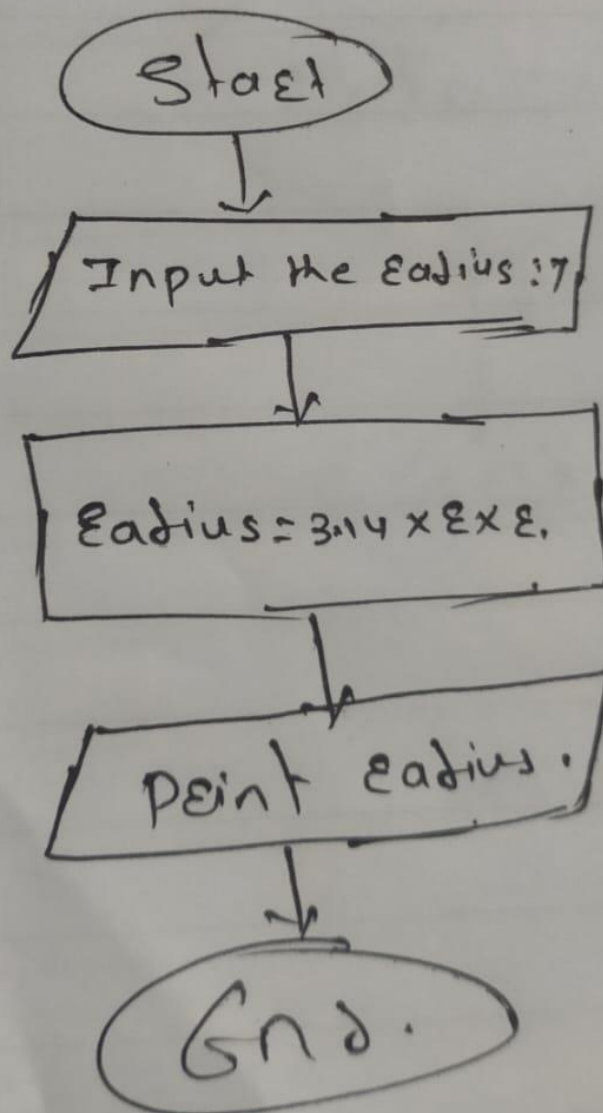 Start
Input the radius : 7
radius = 3.14 × r × r.
print radius.
End.